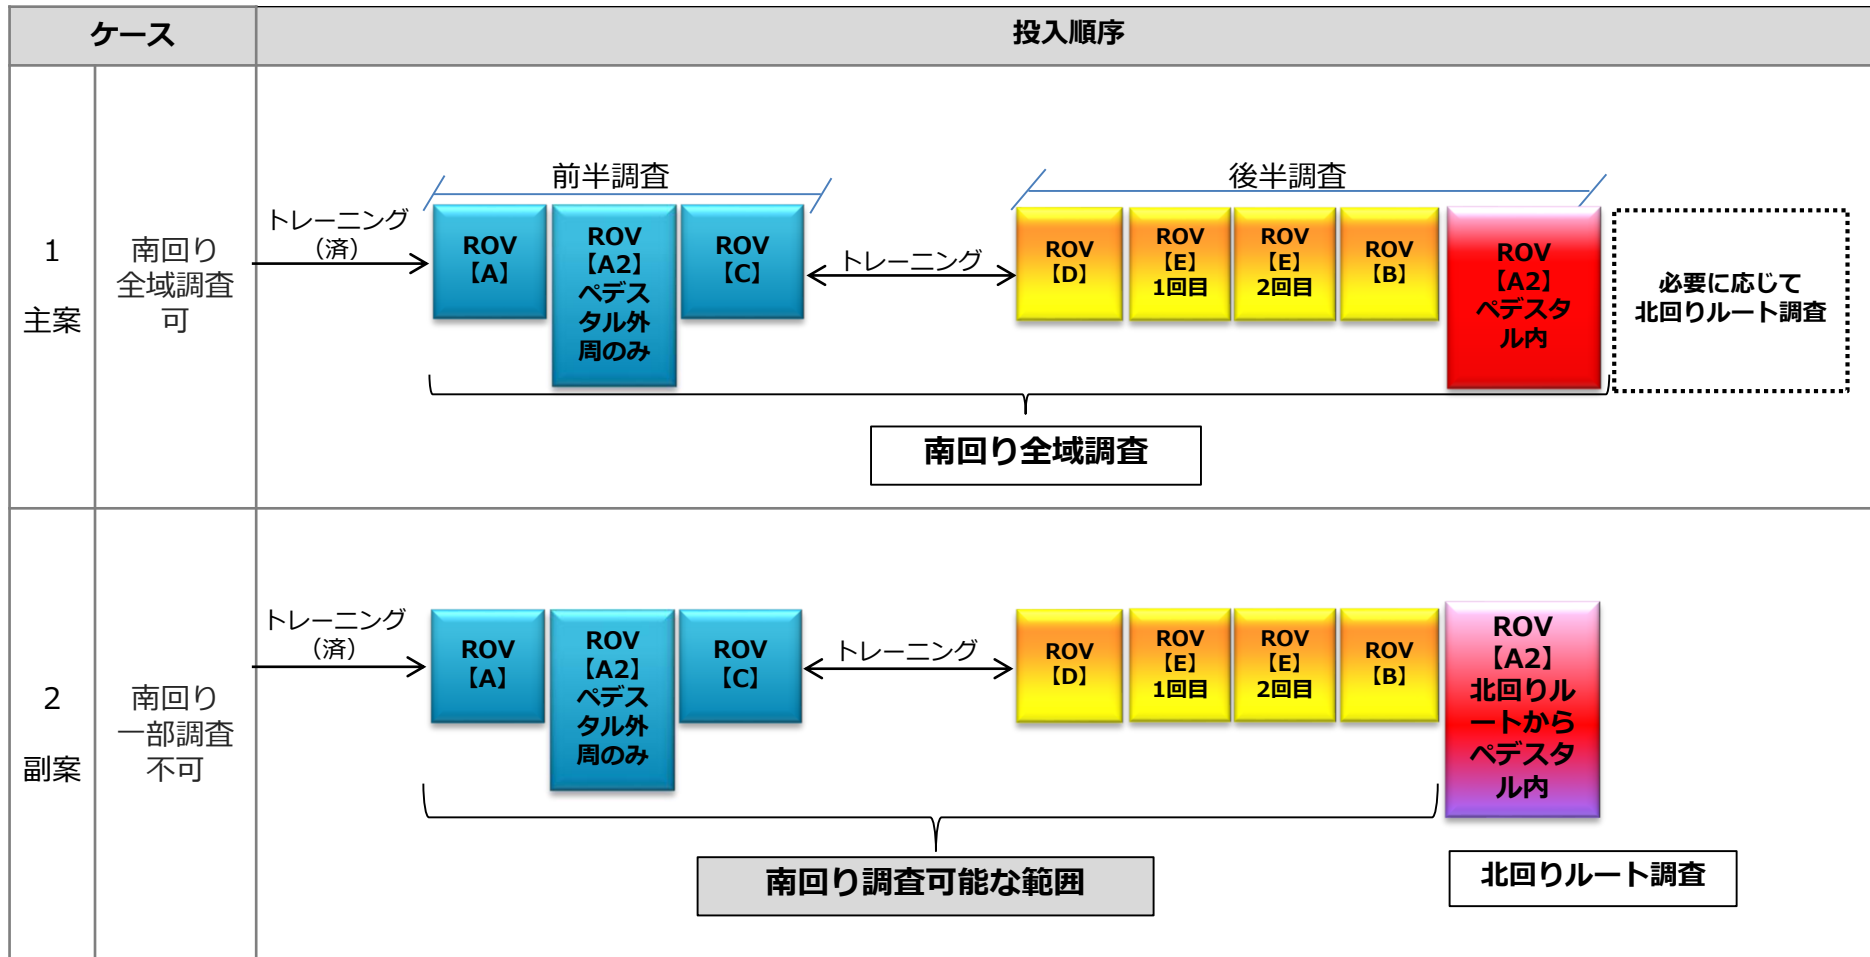 ケース
投入順序
1
主案
南回り
全域調査
可
トレーニング
（済）
前半調査
ROV
【A】
ROV
【A2】
ペデス
タル外
周のみ
ROV
【C】
トレーニング
後半調査
ROV
【D】
ROV
【E】
1回目
ROV
【E】
2回目
ROV
【B】
ROV
【A2】
ペデスタ
ル内
必要に応じて
北回りルート調査
南回り全域調査
2
副案
南回り
一部調査
不可
トレーニング
（済）
ROV
【A】
ROV
【A2】
ペデス
タル外
周のみ
ROV
【C】
トレーニング
ROV
【D】
ROV
【E】
1回目
ROV
【E】
2回目
ROV
【B】
ROV
【A2】
北回りル
ートから
ペデスタ
ル内
南回り調査可能な範囲
北回りルート調査